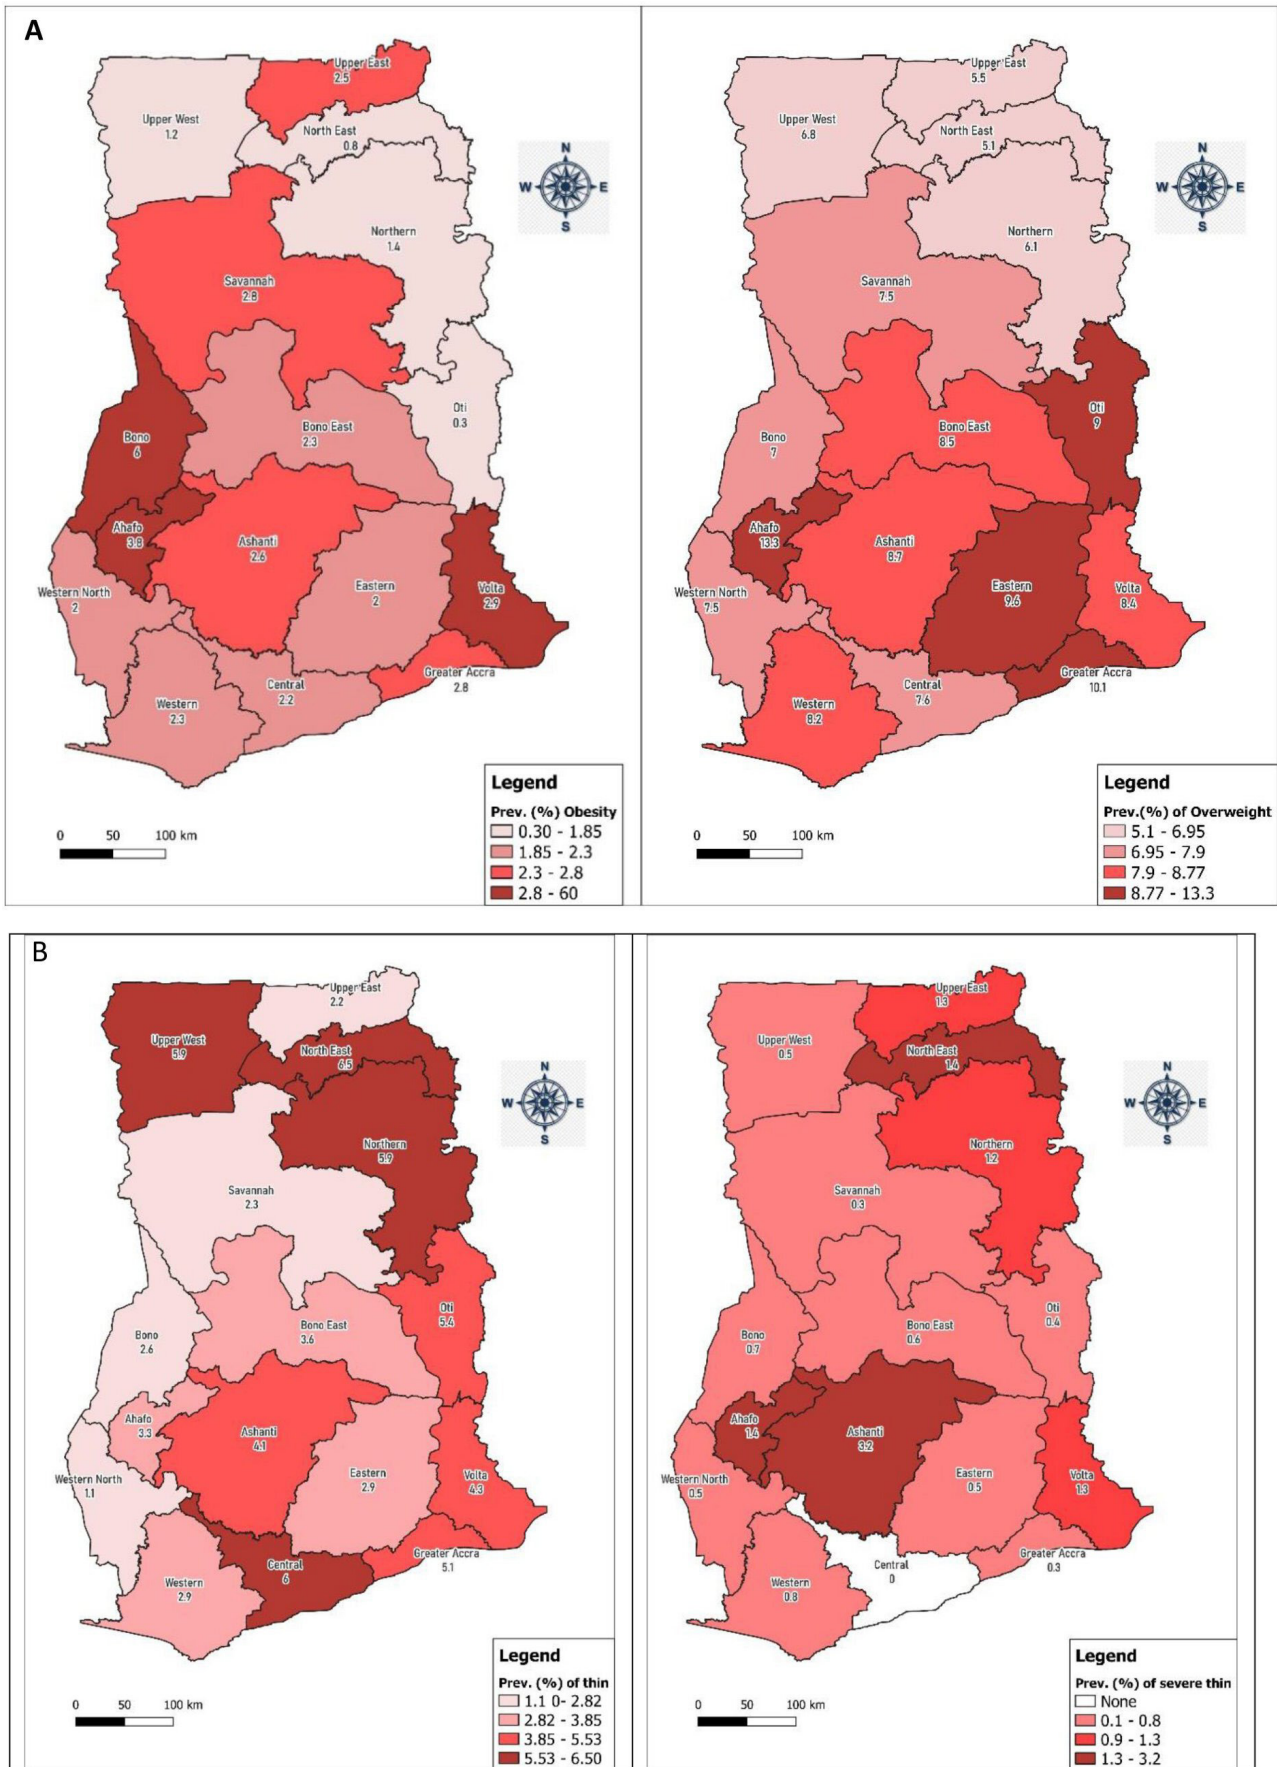 A
Upper East
2.5
Upper West
1.2
North East
0.8
Northern
1.4
Savannah
2.8
Bono
6
Bono East
2.3
Oti
0.3
Ahafo
3.8
Ashanti
2.6
Western North
2
Eastern
2
Volta
2.9
Greater Accra
2.8
Central
2.2
Western
2.3
N
W E
S
Legend
Prev. (%) Obesity
0.30 - 1.85
1.85 - 2.3
2.3 - 2.8
2.8 - 60
0 50 100 km
Upper East
5.5
Upper West
6.8
North East
5.1
Northern
6.1
Savannah
7.5
Bono
7
Bono East
8.5
Oti
9
Ahafo
13.3
Ashanti
8.7
Western North
7.5
Eastern
9.6
Volta
8.4
Greater Accra
10.1
Central
7.6
Western
8.2
N
W E
S
Legend
Prev.(%) of Overweight
5.1 - 6.95
6.95 - 7.9
7.9 - 8.77
8.77 - 13.3
0 50 100 km
B
Upper East
2.2
Upper West
5.9
North East
6.5
Northern
5.9
Savannah
2.3
Bono
2.6
Bono East
3.6
Oti
5.4
Ahafo
3.3
Ashanti
4.1
Western North
1.1
Eastern
2.9
Volta
4.3
Greater Accra
5.1
Central
6
Western
2.9
N
W E
S
Legend
Prev. (%) of thin
1.1 0- 2.82
2.82 - 3.85
3.85 - 5.53
5.53 - 6.50
0 50 100 km
Upper East
1.3
Upper West
0.5
North East
1.4
Northern
1.2
Savannah
0.3
Bono
0.7
Bono East
0.6
Oti
0.4
Ahafo
1.4
Ashanti
3.2
Western North
0.5
Eastern
0.5
Volta
1.3
Greater Accra
0.3
Central
0
Western
0.8
N
W E
S
Legend
Prev. (%) of severe thin
None
0.1 - 0.8
0.9 - 1.3
1.3 - 3.2
0 50 100 km